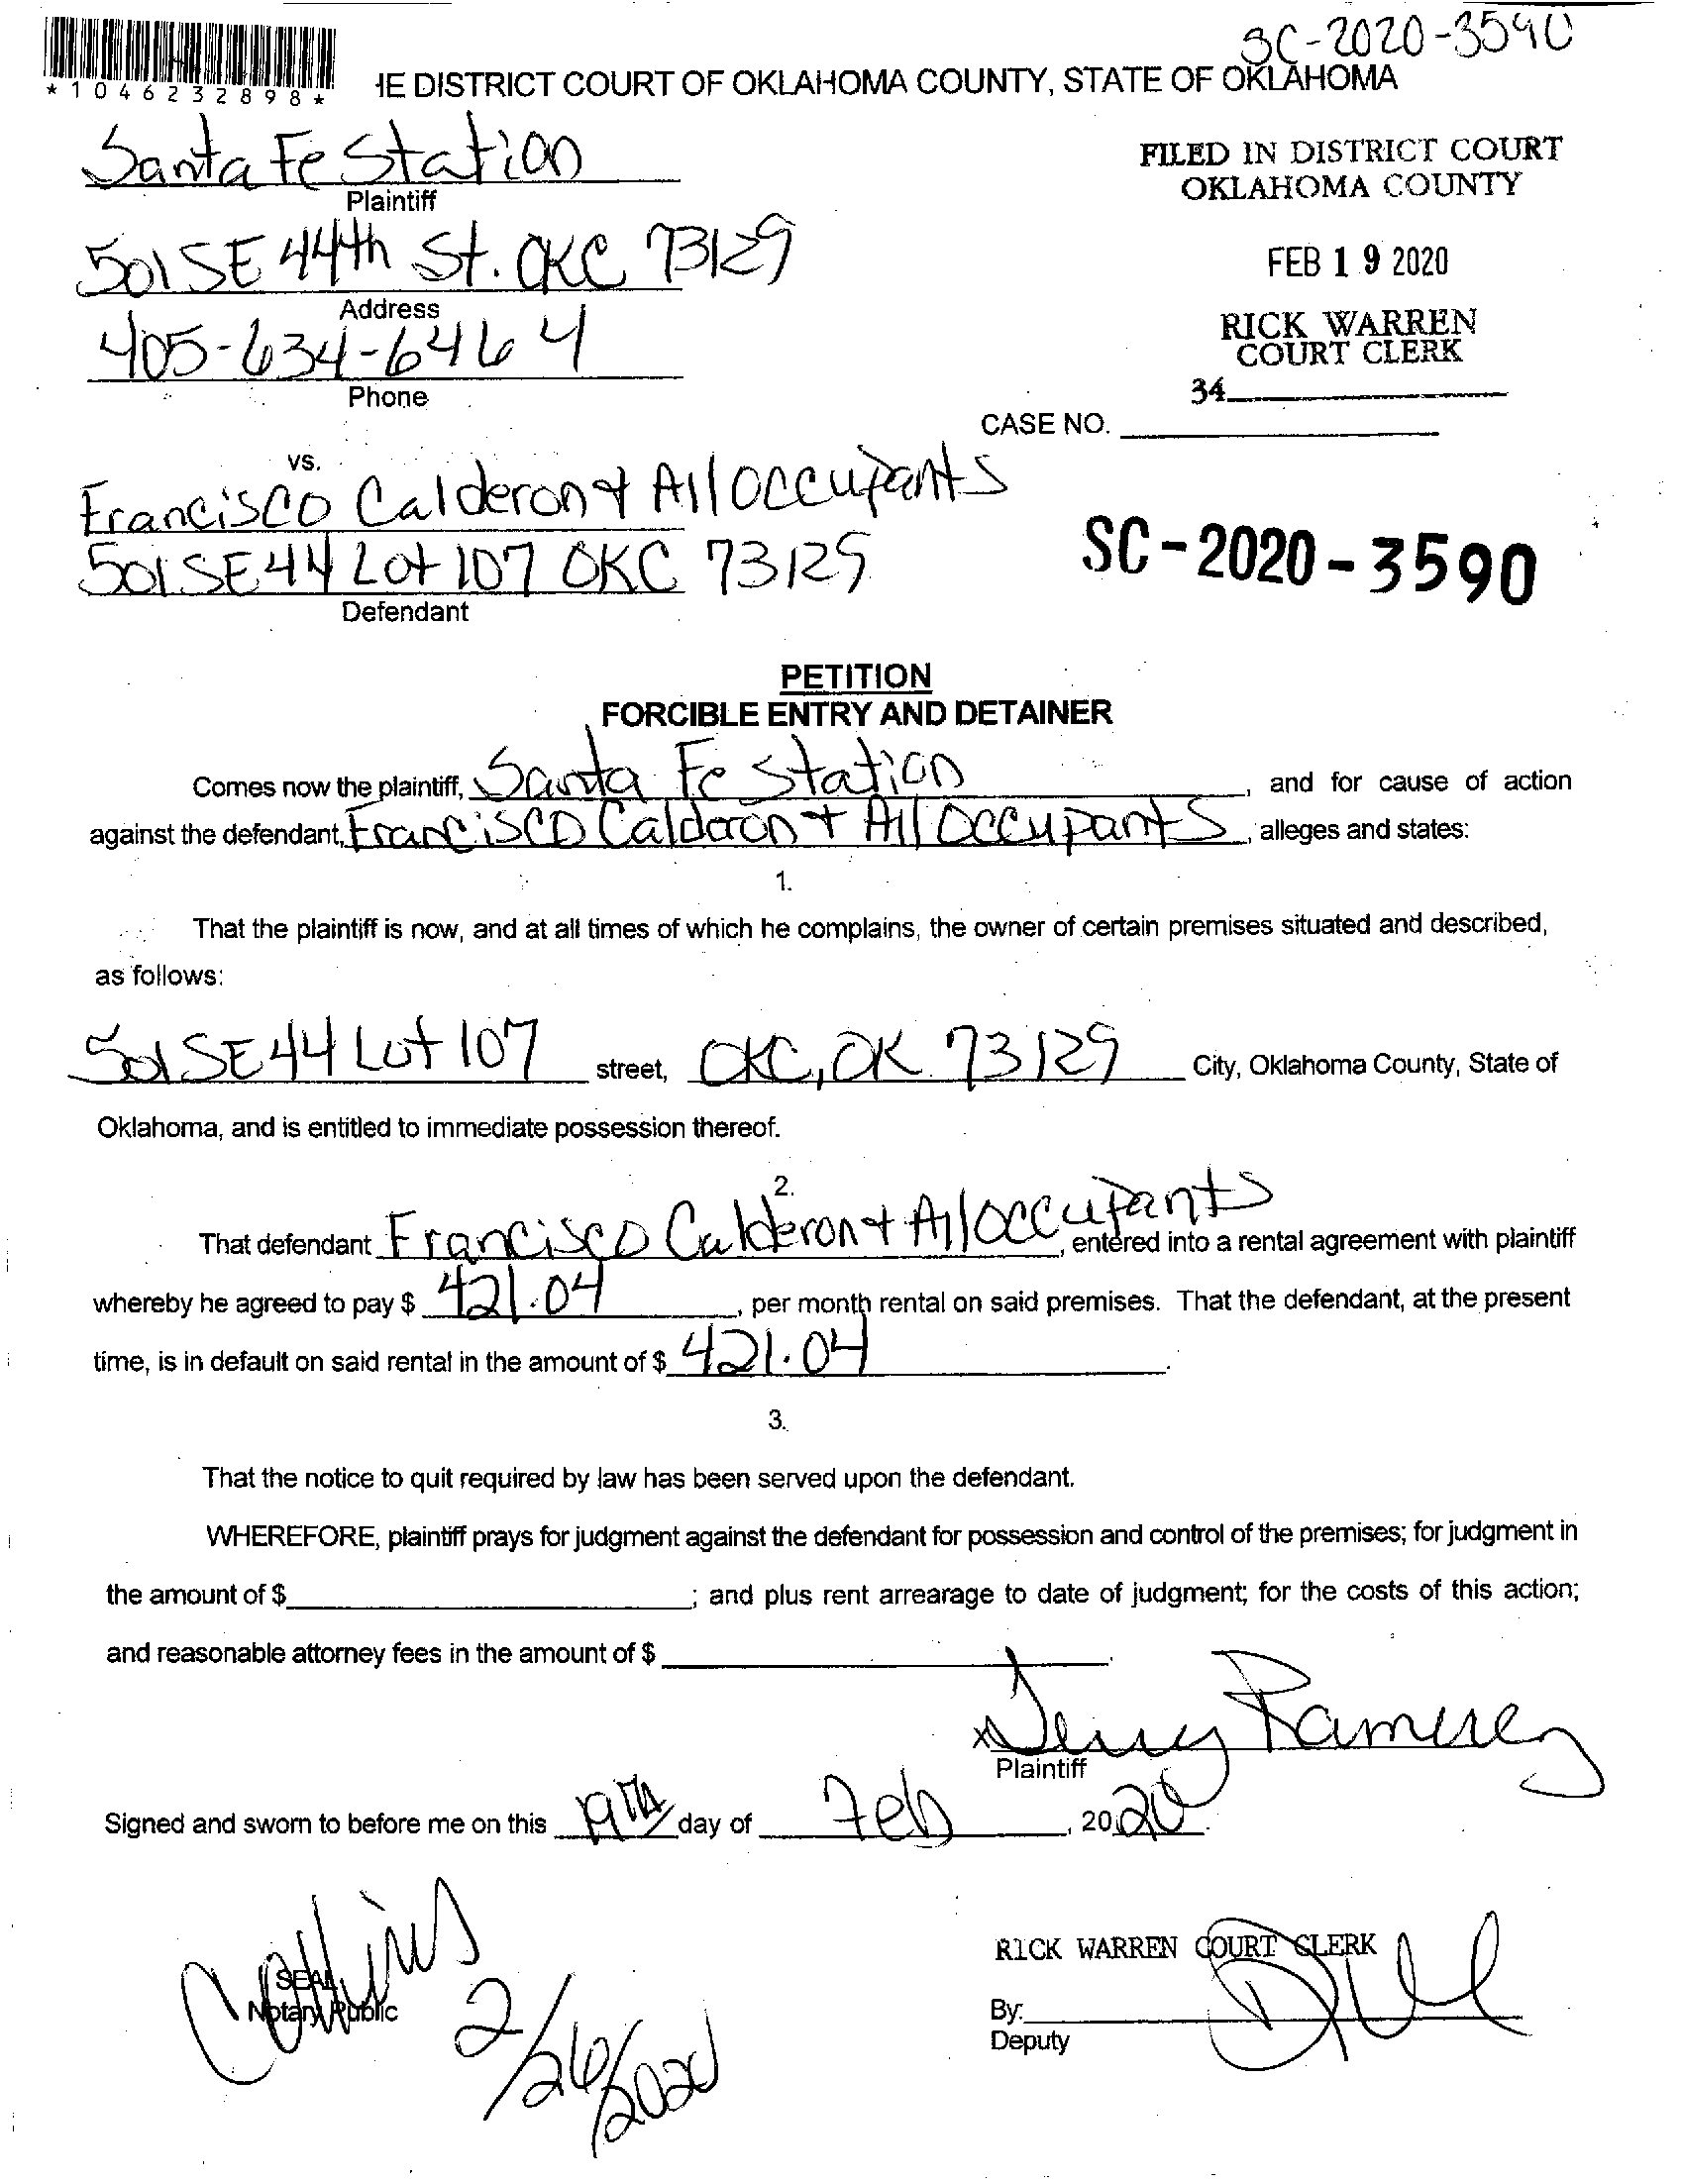 SC-2020-3590
*1046232898*
IE DISTRICT COURT OF OKLAHOMA COUNTY, STATE OF OKLAHOMA
Santa Fe Station
Plaintiff
501 SE 44th St. OKC 73129
Address
405-634-6464
Phone
FILED IN DISTRICT COURT
OKLAHOMA COUNTY
FEB 19 2020
RICK WARREN
COURT CLERK
34
CASE NO.
vs.
Francisco Calderon + All Occupants
501 SE 44 Lot 107 OKC 73129
Defendant
SC-2020-3590
PETITION
FORCIBLE ENTRY AND DETAINER
Comes now the plaintiff, Santa Fe Station, and for cause of action
against the defendant, Francisco Calderon + All Occupants, alleges and states:
1.
That the plaintiff is now, and at all times of which he complains, the owner of certain premises situated and described,
as follows:
501 SE 44 Lot 107 street, OKC, OK 73129 City, Oklahoma County, State of
Oklahoma, and is entitled to immediate possession thereof.
2.
That defendant Francisco Calderon + All Occupants, entered into a rental agreement with plaintiff
whereby he agreed to pay $ 421.04, per month rental on said premises. That the defendant, at the present
time, is in default on said rental in the amount of $ 421.04.
3.
That the notice to quit required by law has been served upon the defendant.
WHEREFORE, plaintiff prays for judgment against the defendant for possession and control of the premises; for judgment in
the amount of $ ; and plus rent arrearage to date of judgment; for the costs of this action;
and reasonable attorney fees in the amount of $ .
x Ramirez
Plaintiff
Signed and sworn to before me on this 19th day of Feb, 2020.
Collins
SEAL
Notary Public
2/26/2020
RICK WARREN COURT CLERK
By:
Deputy